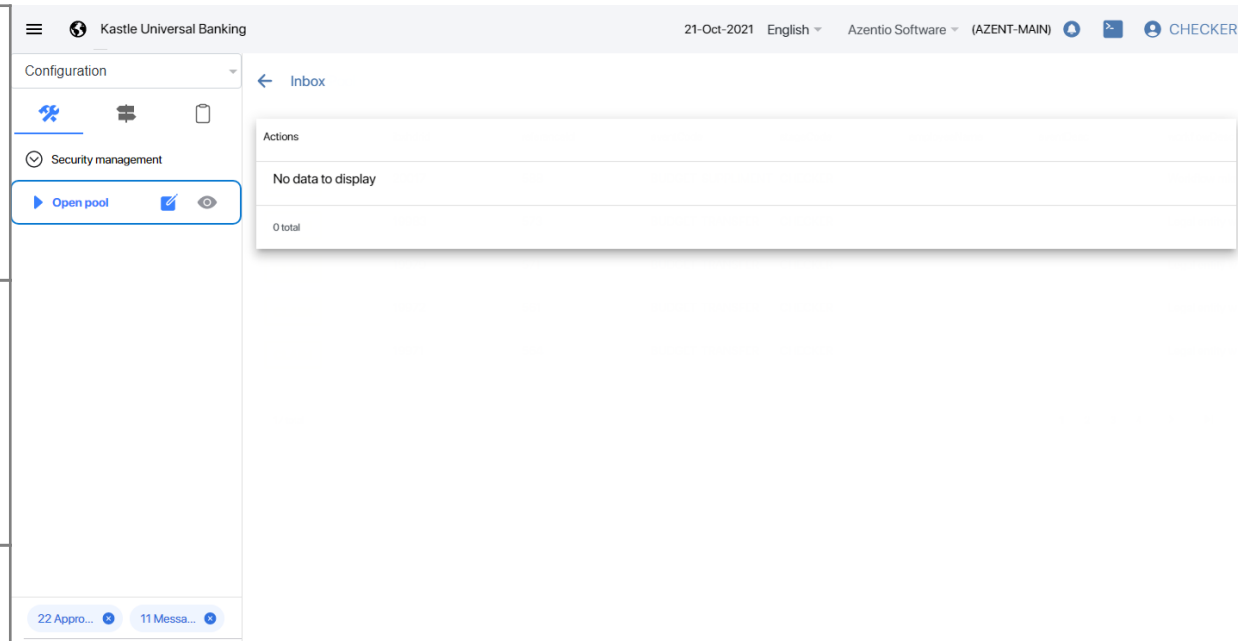 Kastle Universal Banking 21-Oct-2021 English Azentio Software (AZENT-MAIN) CHECKER
Configuration
Inbox
Actions
Security management
No data to display
Open pool
0 total
22 Appro... 11 Messa...